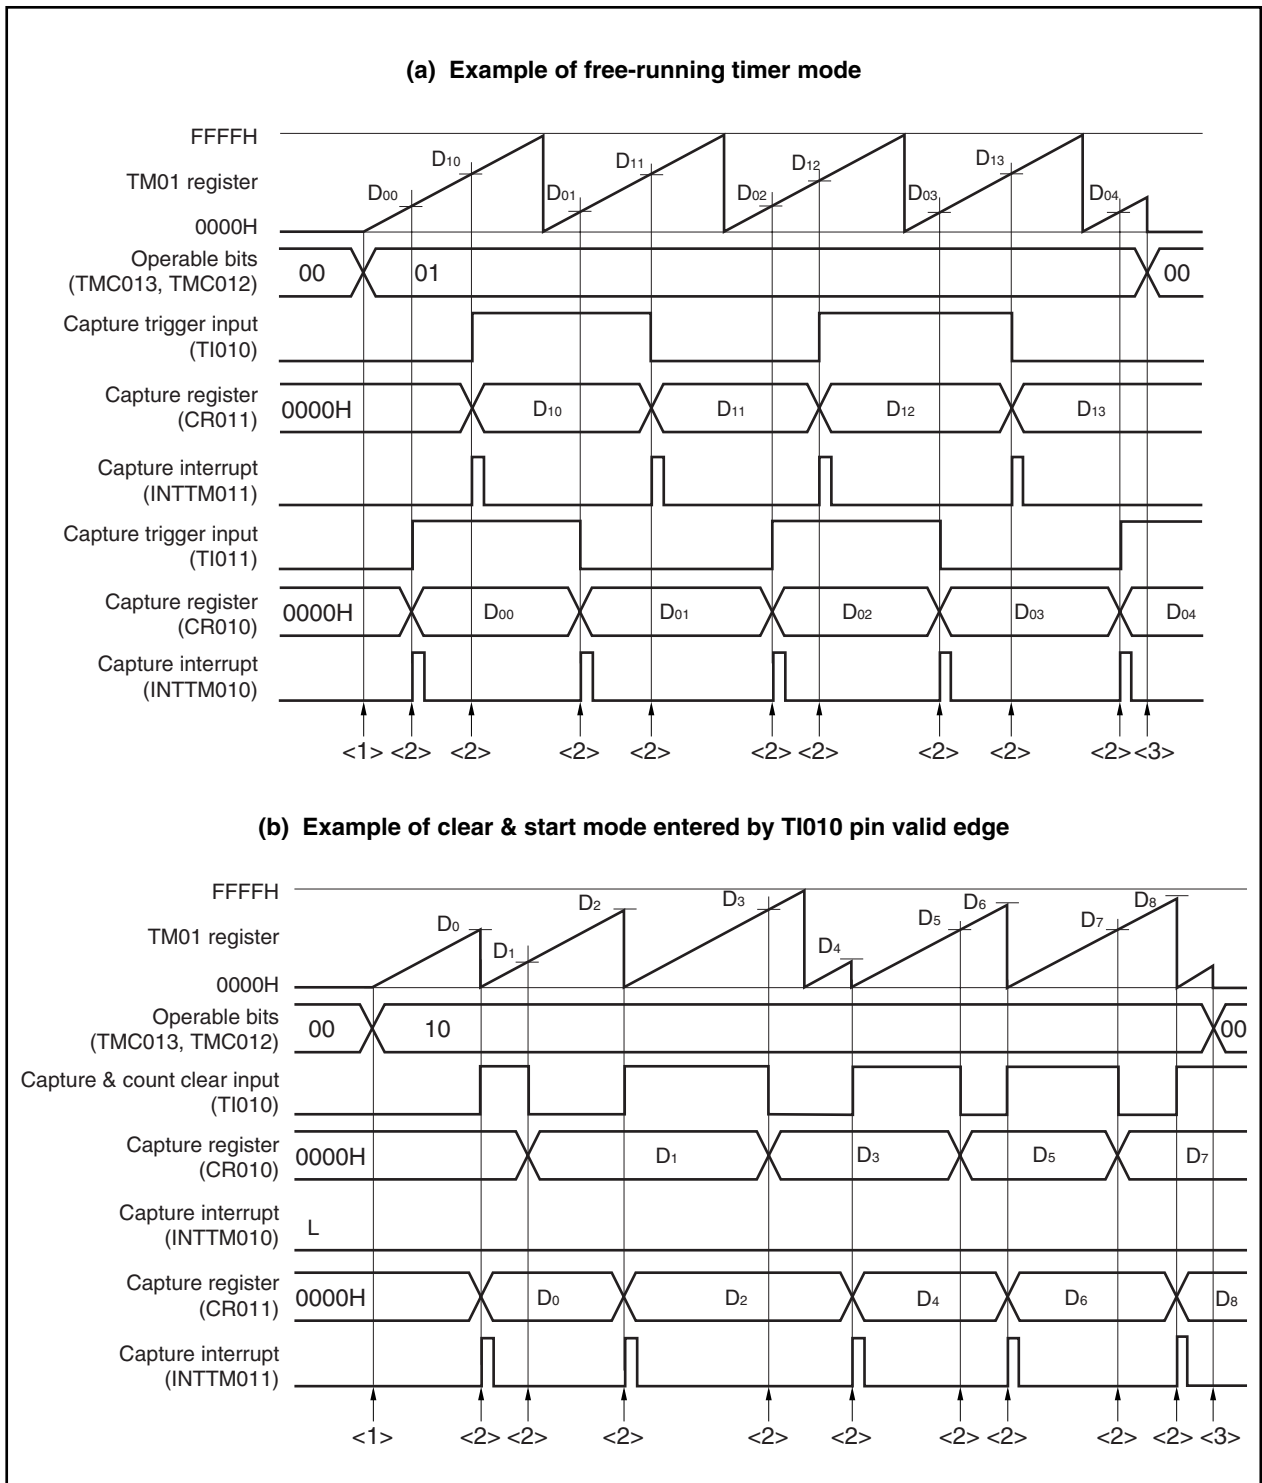 (a) Example of free-running timer mode
FFFFH
TM01 register
0000H
D10 D11 D12 D13
D00 D01 D02 D03 D04
Operable bits
(TMC013, TMC012)
00 01 00
Capture trigger input
(TI010)
Capture register
(CR011)
0000H D10 D11 D12 D13
Capture interrupt
(INTTM011)
Capture trigger input
(TI011)
Capture register
(CR010)
0000H D00 D01 D02 D03 D04
Capture interrupt
(INTTM010)
<1> <2> <2> <2> <2> <2> <2> <2> <2> <2> <3>
(b) Example of clear & start mode entered by TI010 pin valid edge
FFFFH
TM01 register
0000H
D0 D1 D2 D3 D4 D5 D6 D7 D8
Operable bits
(TMC013, TMC012)
00 10 00
Capture & count clear input
(TI010)
Capture register
(CR010)
0000H D1 D3 D5 D7
Capture interrupt
(INTTM010)
L
Capture register
(CR011)
0000H D0 D2 D4 D6 D8
Capture interrupt
(INTTM011)
<1> <2> <2> <2> <2> <2> <2> <2> <2> <2> <3>